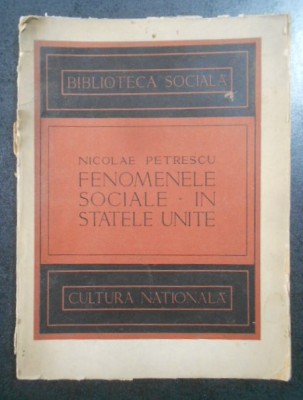 BIBLIOTECA SOCIALĂ
NICOLAE PETRESCU
FENOMENELE
SOCIALE · IN
STATELE UNITE
CULTURA NAȚIONALĂ